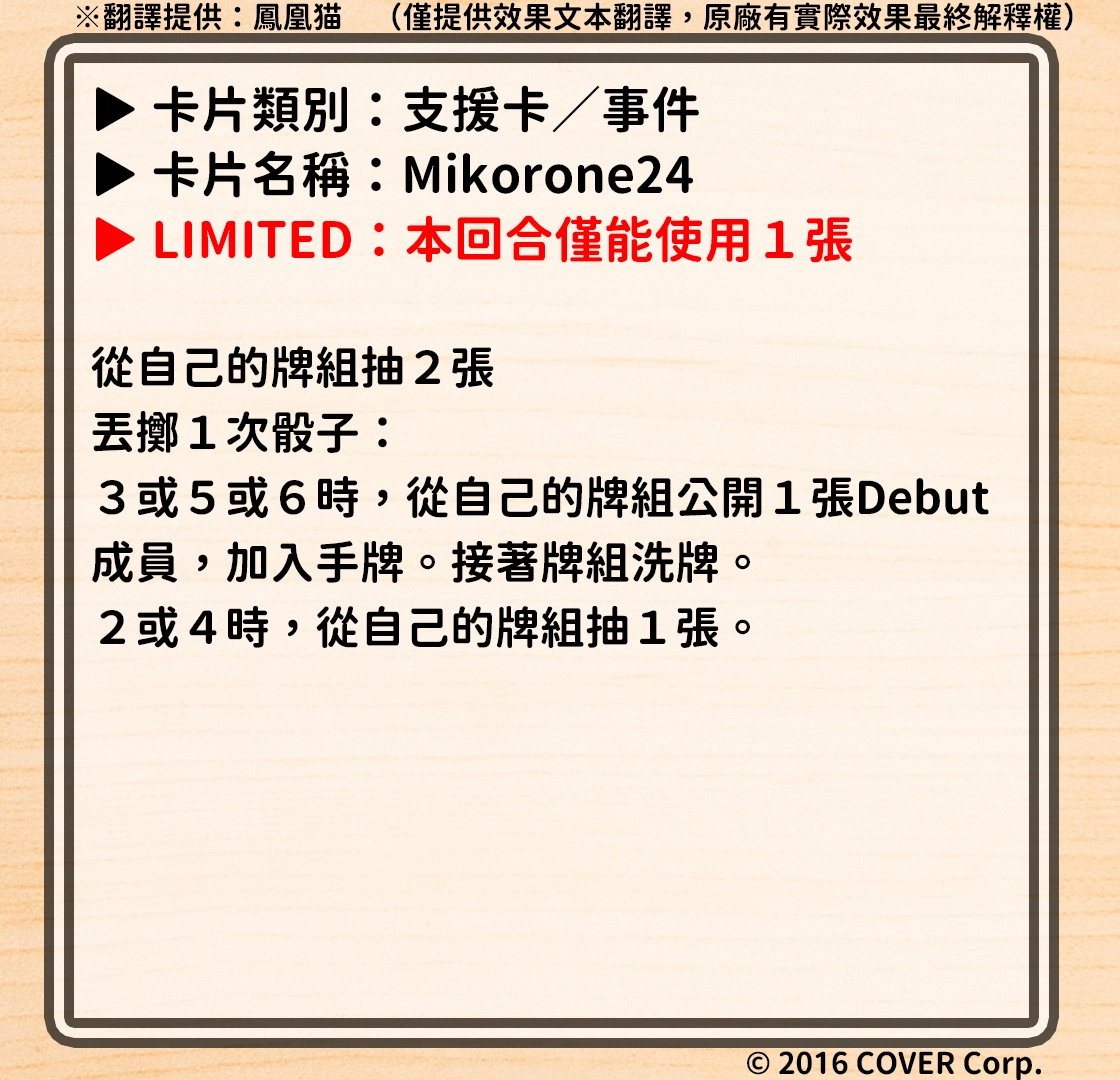 ※翻譯提供：鳳凰猫　（僅提供效果文本翻譯，原廠有實際效果最終解釋權）
▶ 卡片類別：支援卡／事件
▶ 卡片名稱：Mikorone24
▶ LIMITED：本回合僅能使用１張
從自己的牌組抽２張
丟擲１次骰子：
３或５或６時，從自己的牌組公開１張Debut
成員，加入手牌。接著牌組洗牌。
２或４時，從自己的牌組抽１張。
© 2016 COVER Corp.